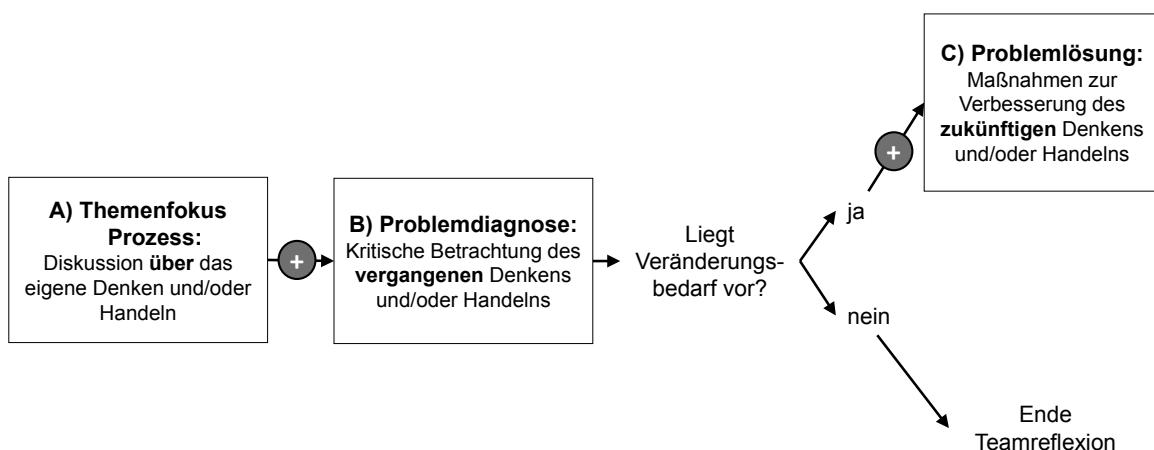 A) Themenfokus
Prozess:
Diskussion über das
eigene Denken und/oder
Handeln
+
B) Problemdiagnose:
Kritische Betrachtung des
vergangenen Denkens
und/oder Handelns
Liegt
Veränderungs-
bedarf vor?
ja
+
C) Problemlösung:
Maßnahmen zur
Verbesserung des
zukünftigen Denkens
und/oder Handelns
nein
Ende
Teamreflexion